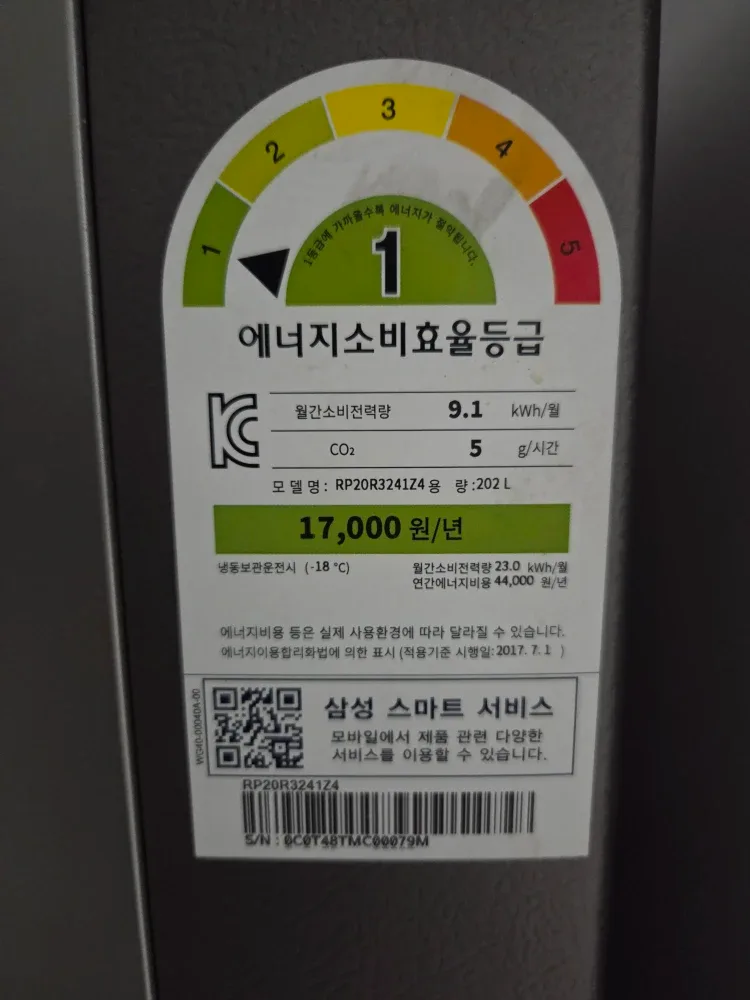 1 2 3 4 5
1등급에 가까울수록 에너지가 절약됩니다.
1
에너지소비효율등급
월간소비전력량 9.1 kWh/월
CO₂ 5 g/시간
모델명: RP20R3241Z4 용 량:202 L
17,000 원/년
냉동보관운전시 (-18 °C) 월간소비전력량 23.0 kWh/월
연간에너지비용 44,000 원/년
에너지비용 등은 실제 사용환경에 따라 달라질 수 있습니다.
에너지이용합리화법에 의한 표시 (적용기준 시행일: 2017. 7. 1 )
삼성 스마트 서비스
모바일에서 제품 관련 다양한
서비스를 이용할 수 있습니다.
RP20R3241Z4
S/N : 0C0T4BTMC00079M